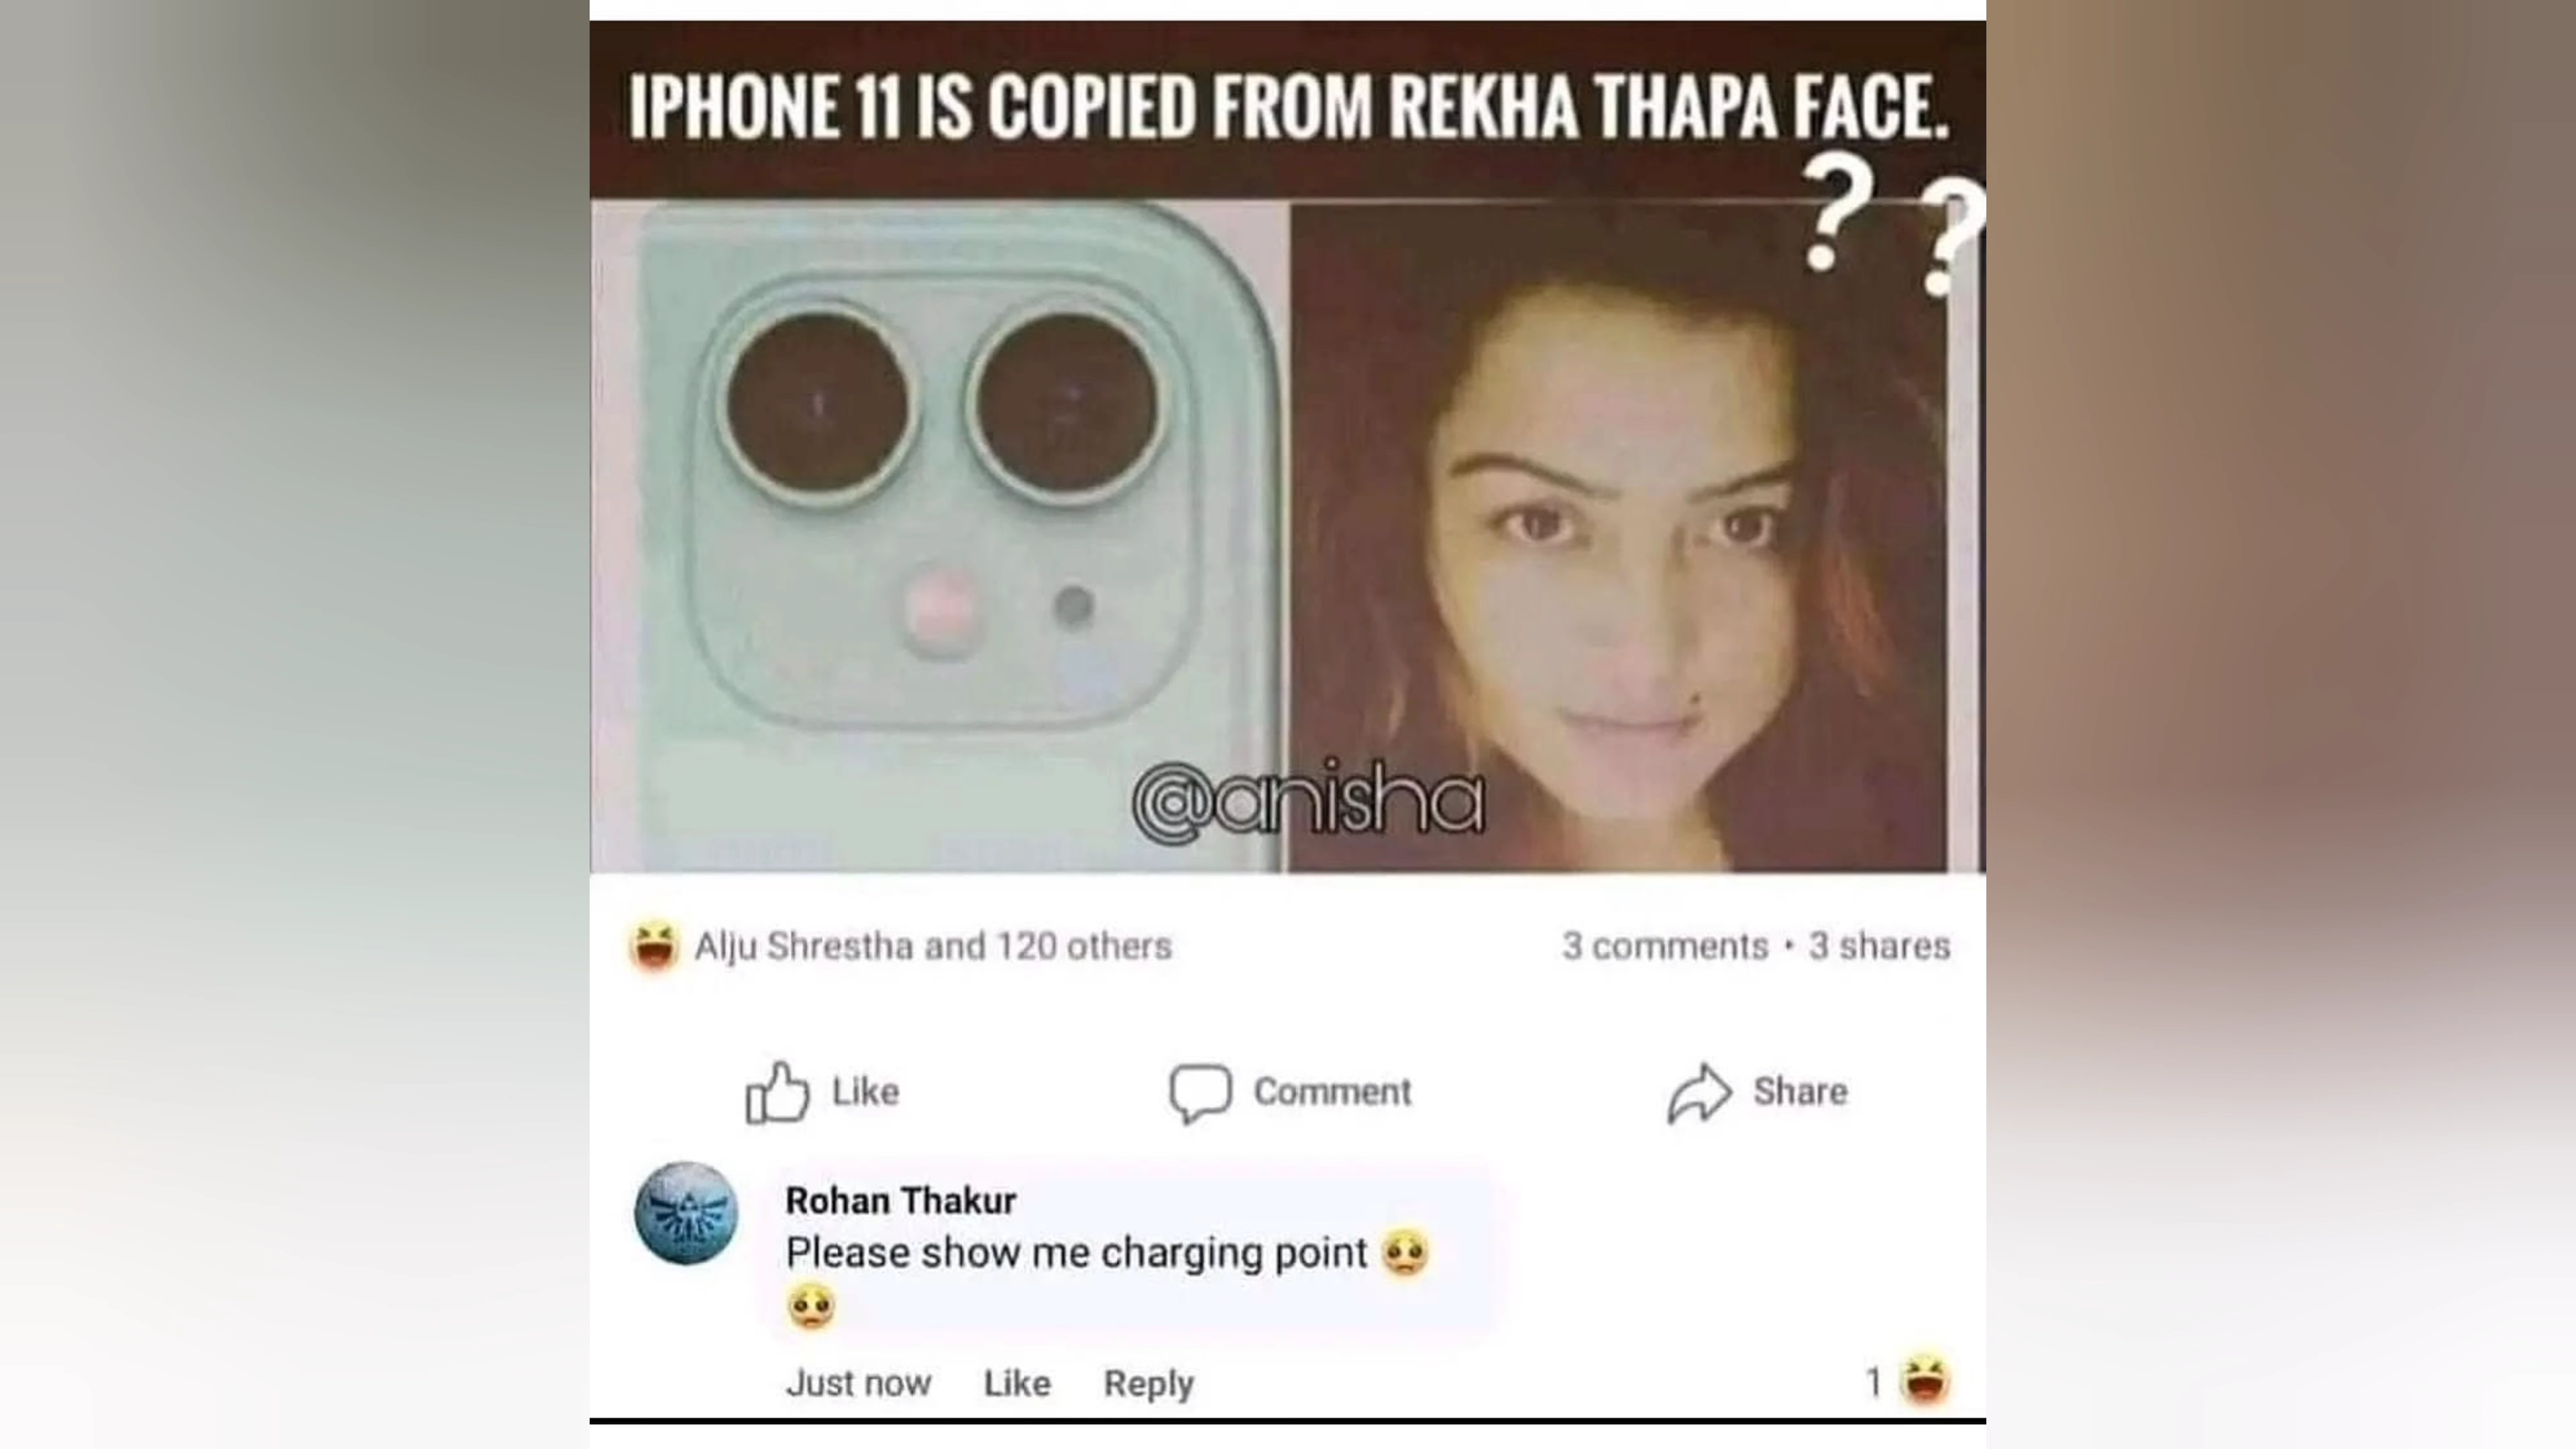 IPHONE 11 IS COPIED FROM REKHA THAPA FACE.
? ?
@anisha
😆 Alju Shrestha and 120 others
3 comments • 3 shares
Like
Comment
Share
Rohan Thakur
Please show me charging point 🥺
🥺
Just now Like Reply
1 😆